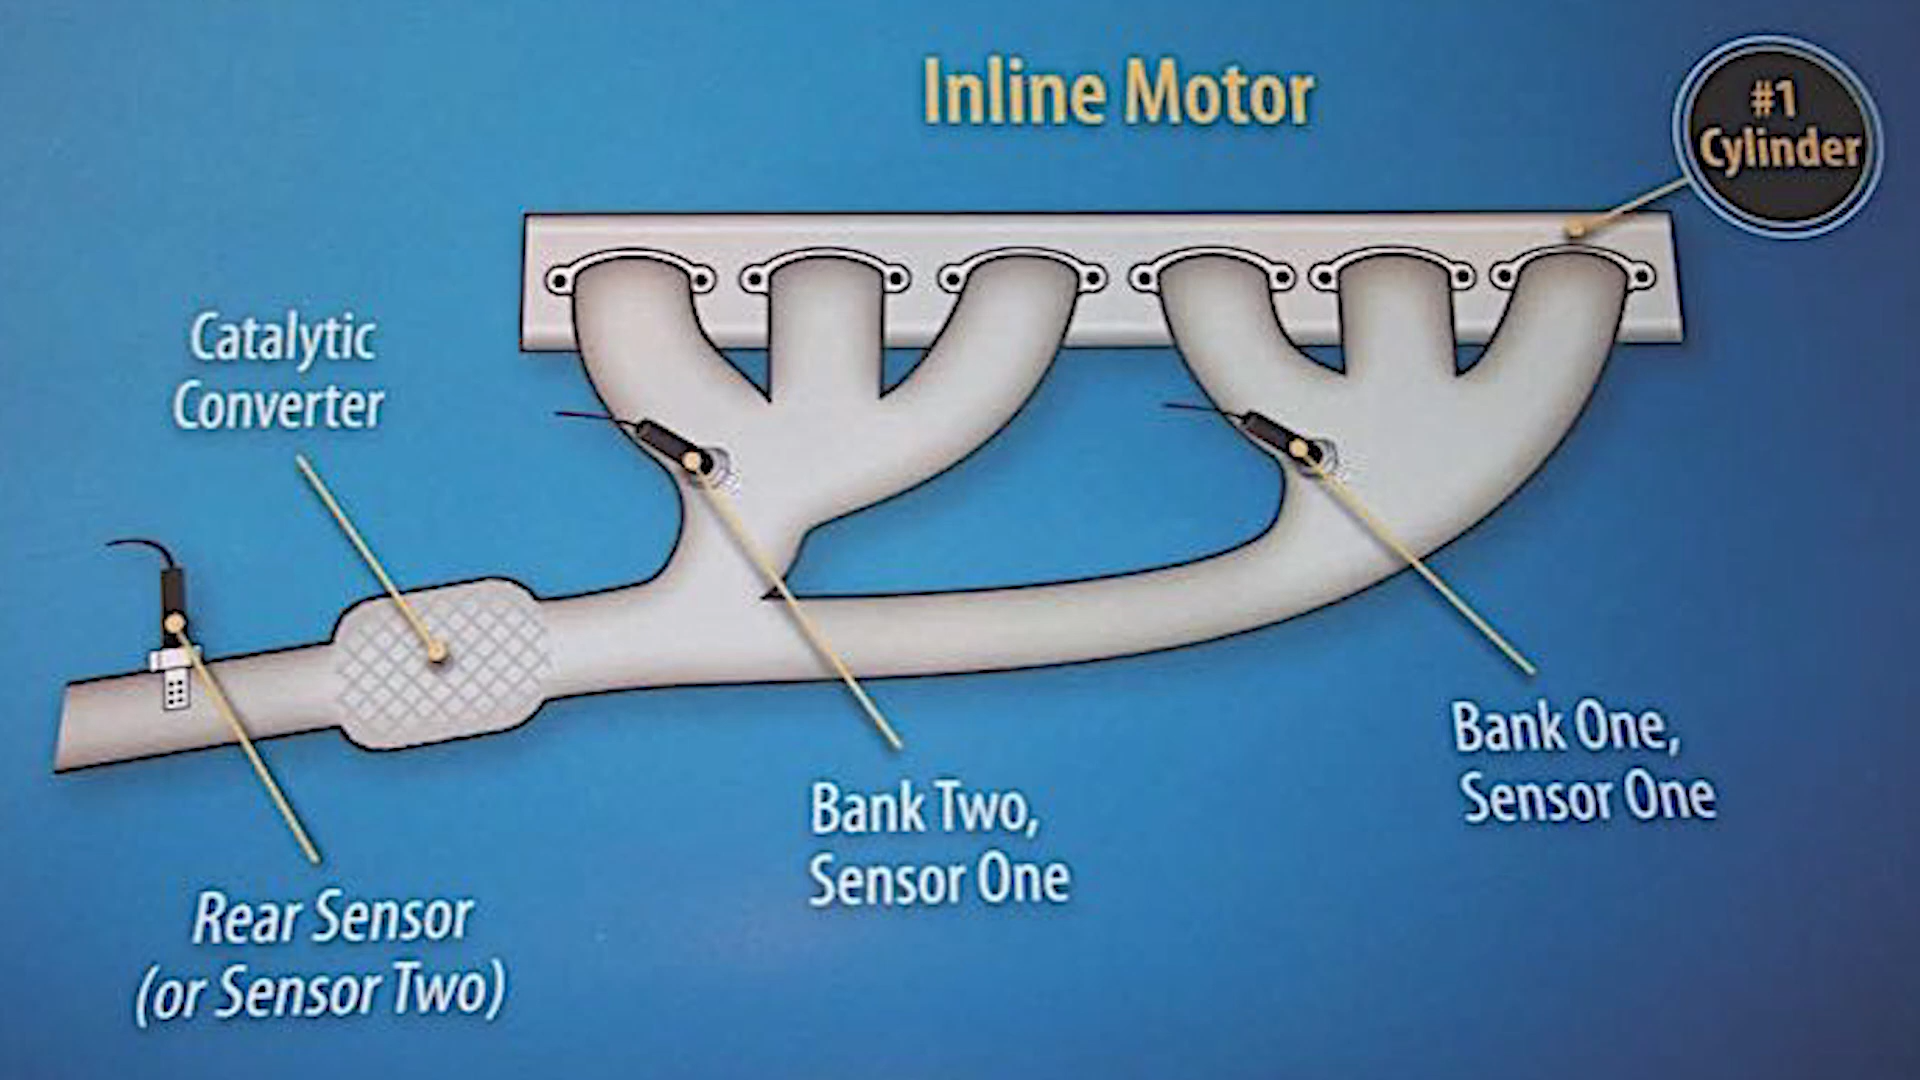 Inline Motor
#1
Cylinder
Catalytic
Converter
Bank One,
Sensor One
Bank Two,
Sensor One
Rear Sensor
(or Sensor Two)